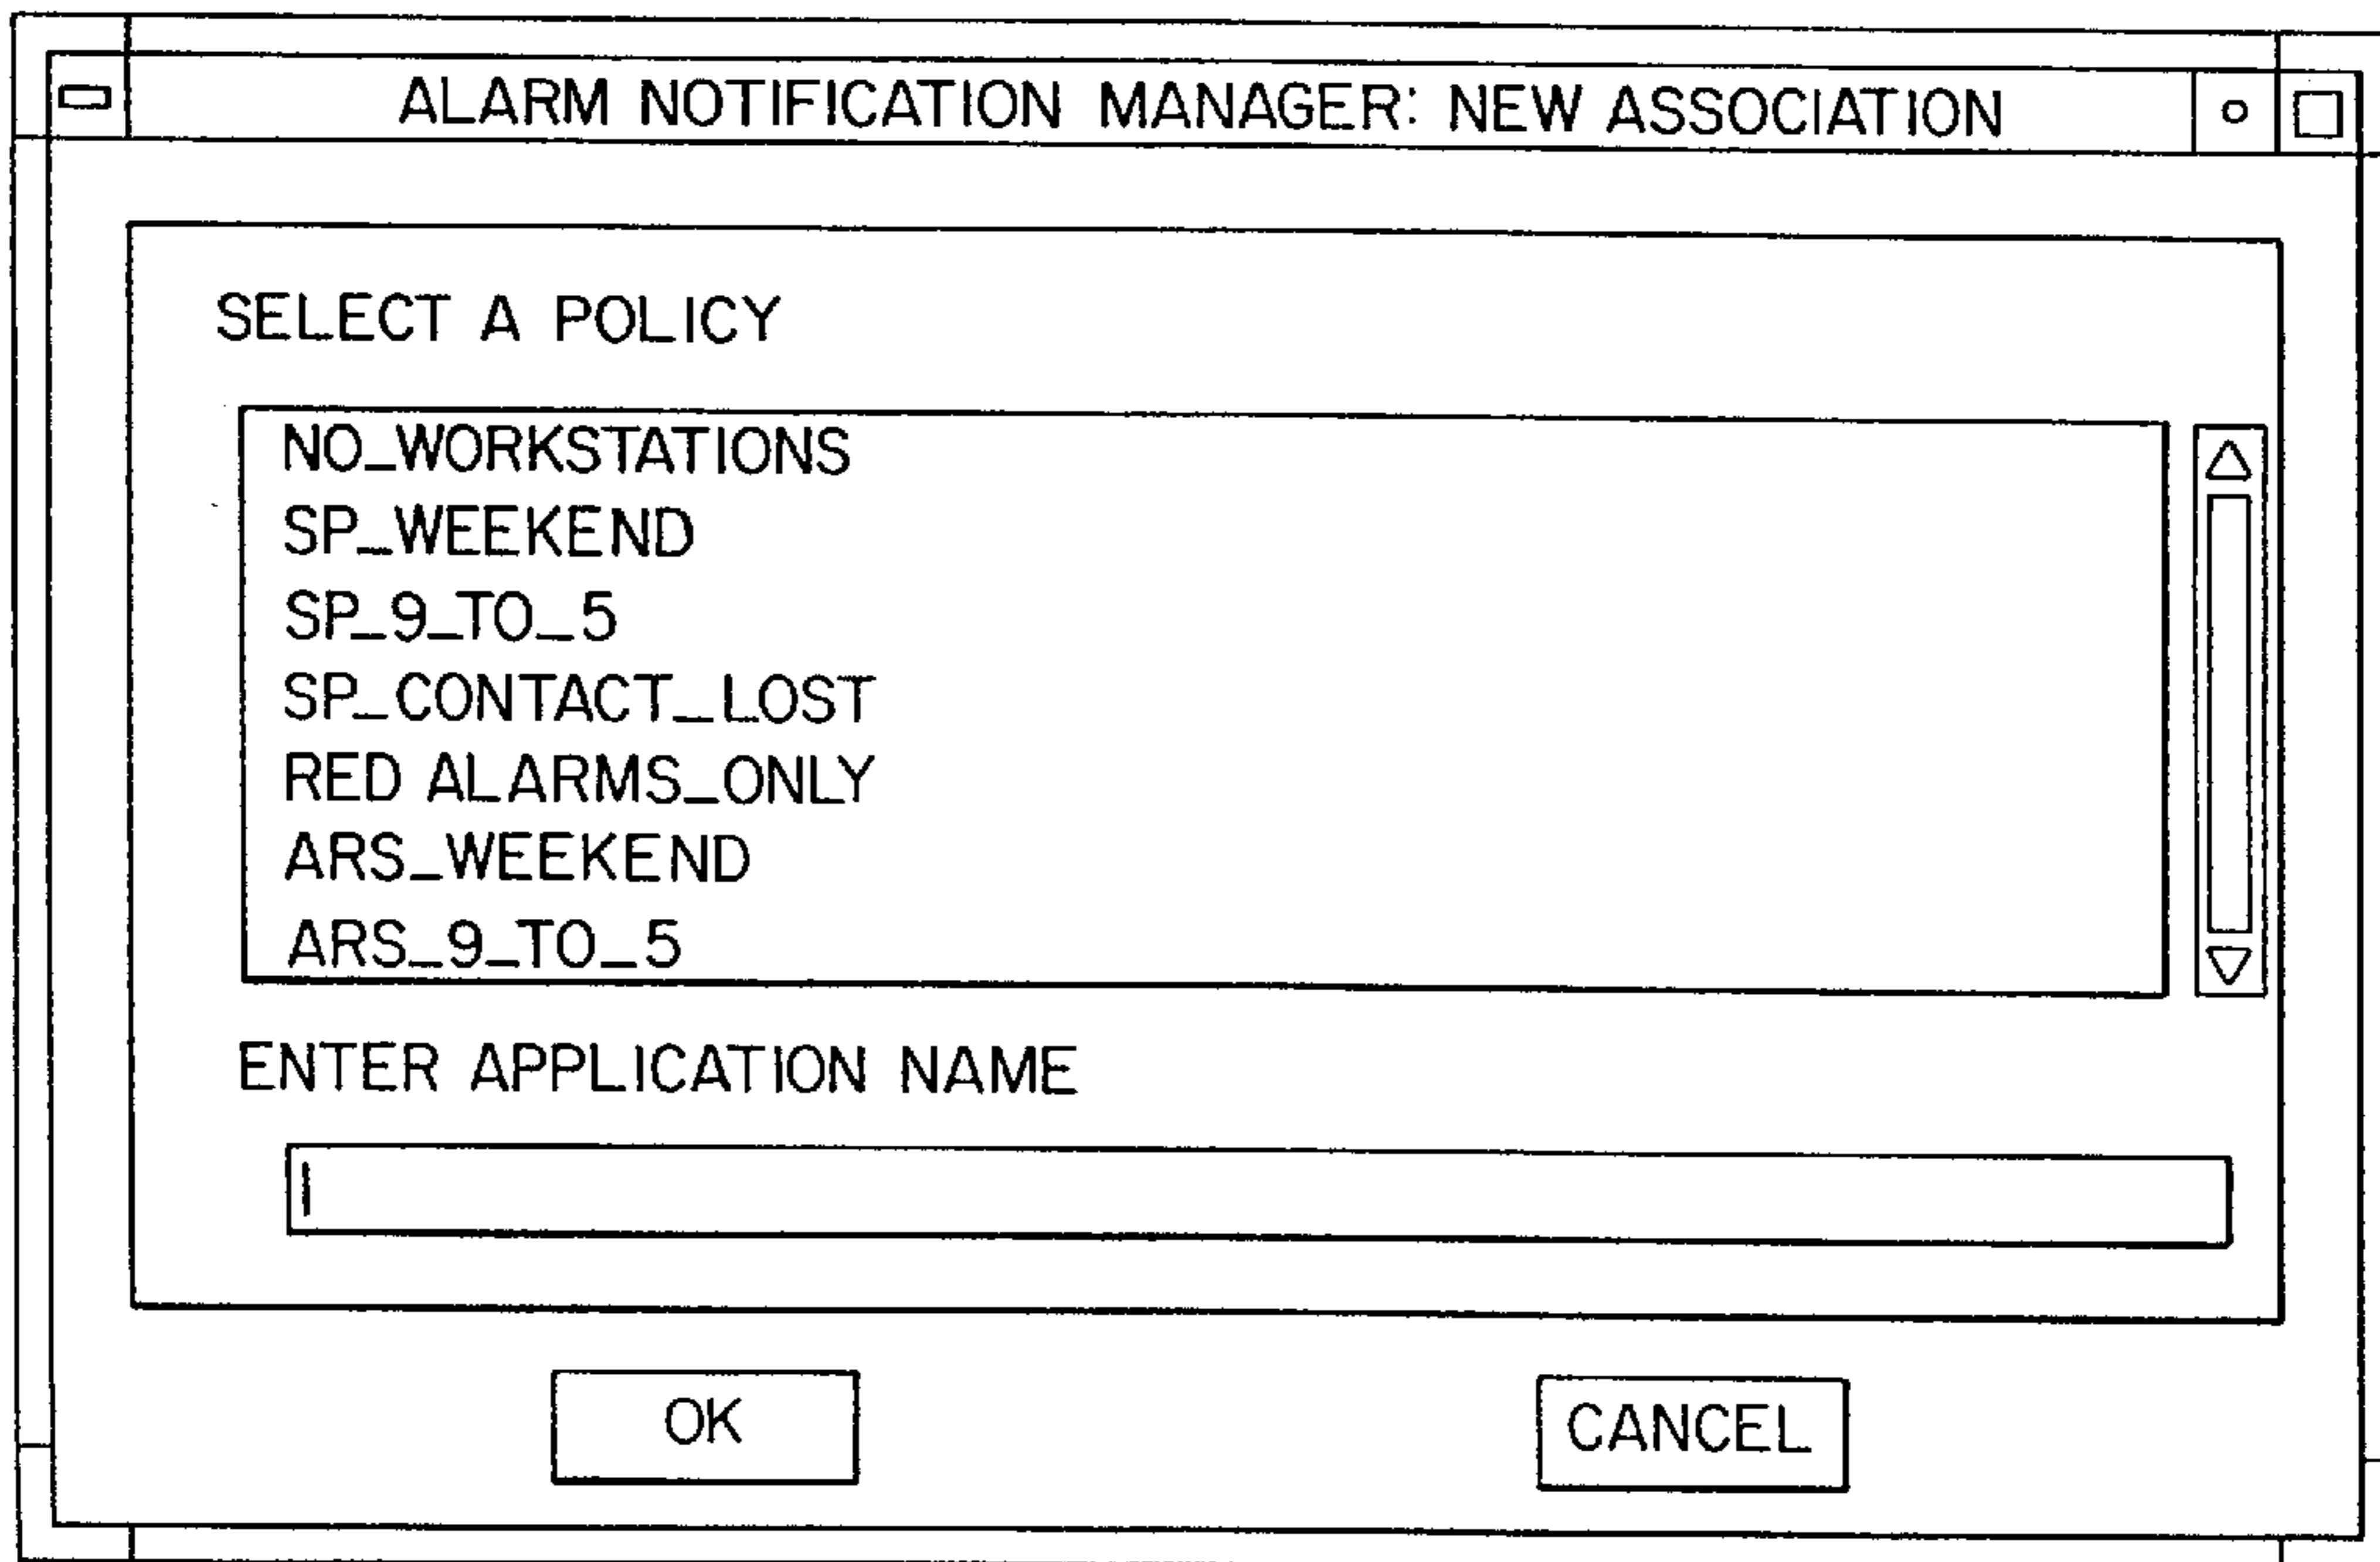 ALARM NOTIFICATION MANAGER: NEW ASSOCIATION
SELECT A POLICY
NO_WORKSTATIONS
SP_WEEKEND
SP_9_TO_5
SP_CONTACT_LOST
RED ALARMS_ONLY
ARS_WEEKEND
ARS_9_TO_5
ENTER APPLICATION NAME
OK
CANCEL